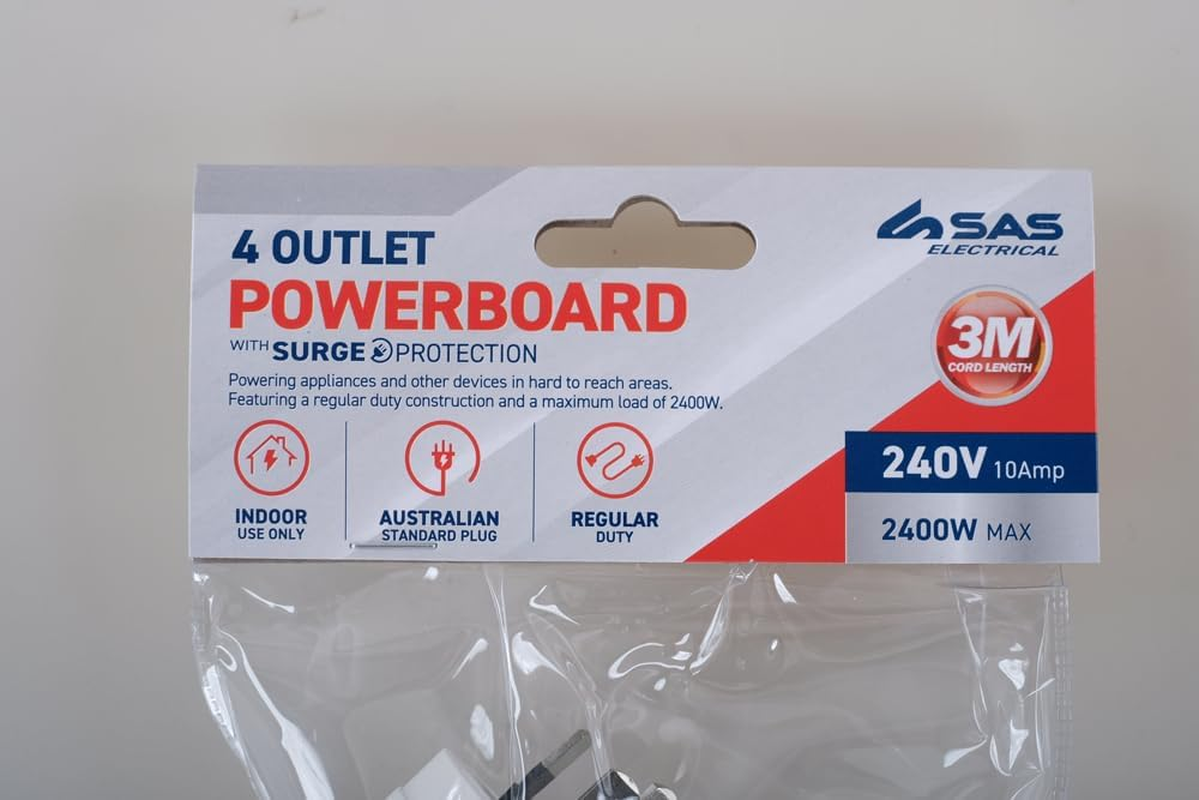 4 OUTLET
POWERBOARD
WITH SURGE PROTECTION
Powering appliances and other devices in hard to reach areas.
Featuring a regular duty construction and a maximum load of 2400W.
INDOOR
USE ONLY
AUSTRALIAN
STANDARD PLUG
REGULAR
DUTY
SAS
ELECTRICAL
3M
CORD LENGTH
240V 10Amp
2400W MAX